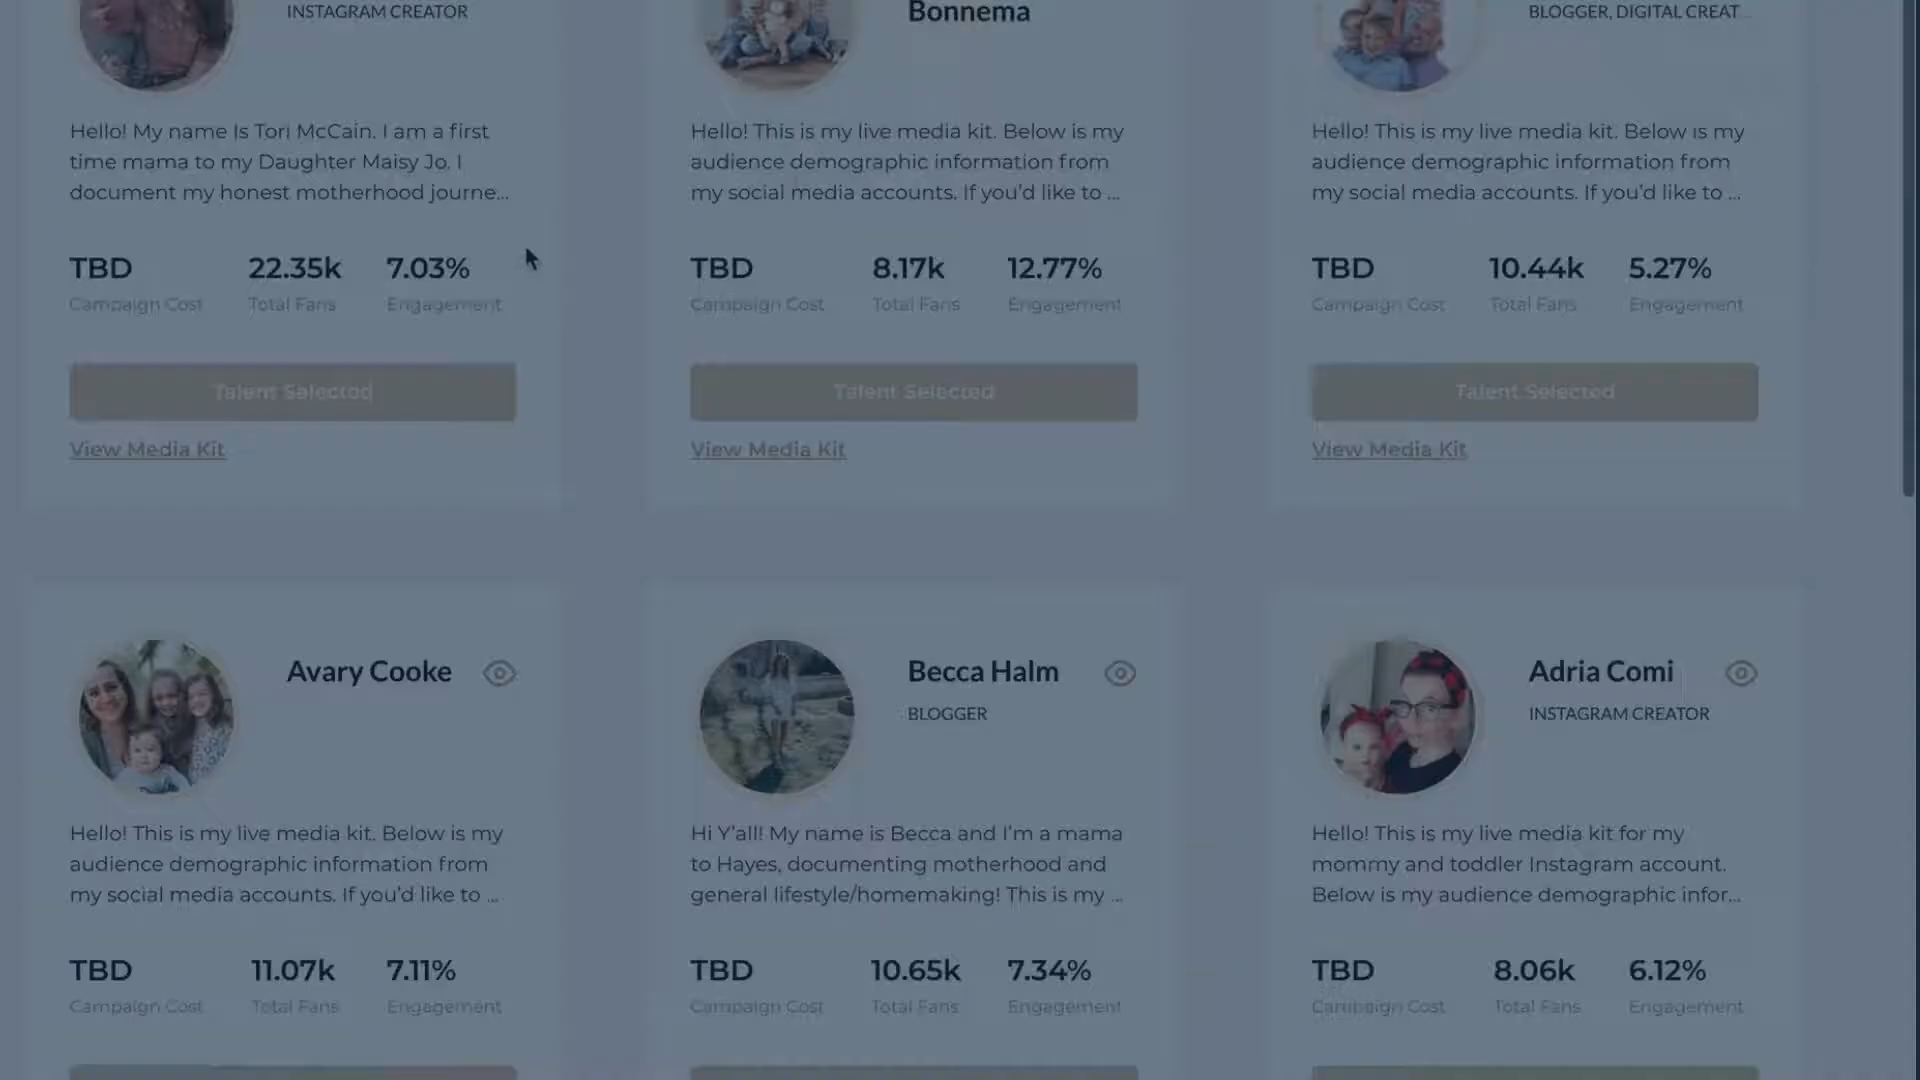 INSTAGRAM CREATOR
Hello! My name Is Tori McCain. I am a first
time mama to my Daughter Maisy Jo. I
document my honest motherhood journe...
TBD 22.35k 7.03%
Campaign Cost Total Fans Engagement
Talent Selected
View Media Kit
Bonnema
Hello! This is my live media kit. Below is my
audience demographic information from
my social media accounts. If you'd like to ...
TBD 8.17k 12.77%
Campaign Cost Total Fans Engagement
Talent Selected
View Media Kit
BLOGGER, DIGITAL CREAT...
Hello! This is my live media kit. Below is my
audience demographic information from
my social media accounts. If you'd like to ...
TBD 10.44k 5.27%
Campaign Cost Total Fans Engagement
Talent Selected
View Media Kit
Avary Cooke
Hello! This is my live media kit. Below is my
audience demographic information from
my social media accounts. If you'd like to ...
TBD 11.07k 7.11%
Campaign Cost Total Fans Engagement
Becca Halm
BLOGGER
Hi Y'all! My name is Becca and I'm a mama
to Hayes, documenting motherhood and
general lifestyle/homemaking! This is my ...
TBD 10.65k 7.34%
Campaign Cost Total Fans Engagement
Adria Comi
INSTAGRAM CREATOR
Hello! This is my live media kit for my
mommy and toddler Instagram account.
Below is my audience demographic infor...
TBD 8.06k 6.12%
Campaign Cost Total Fans Engagement